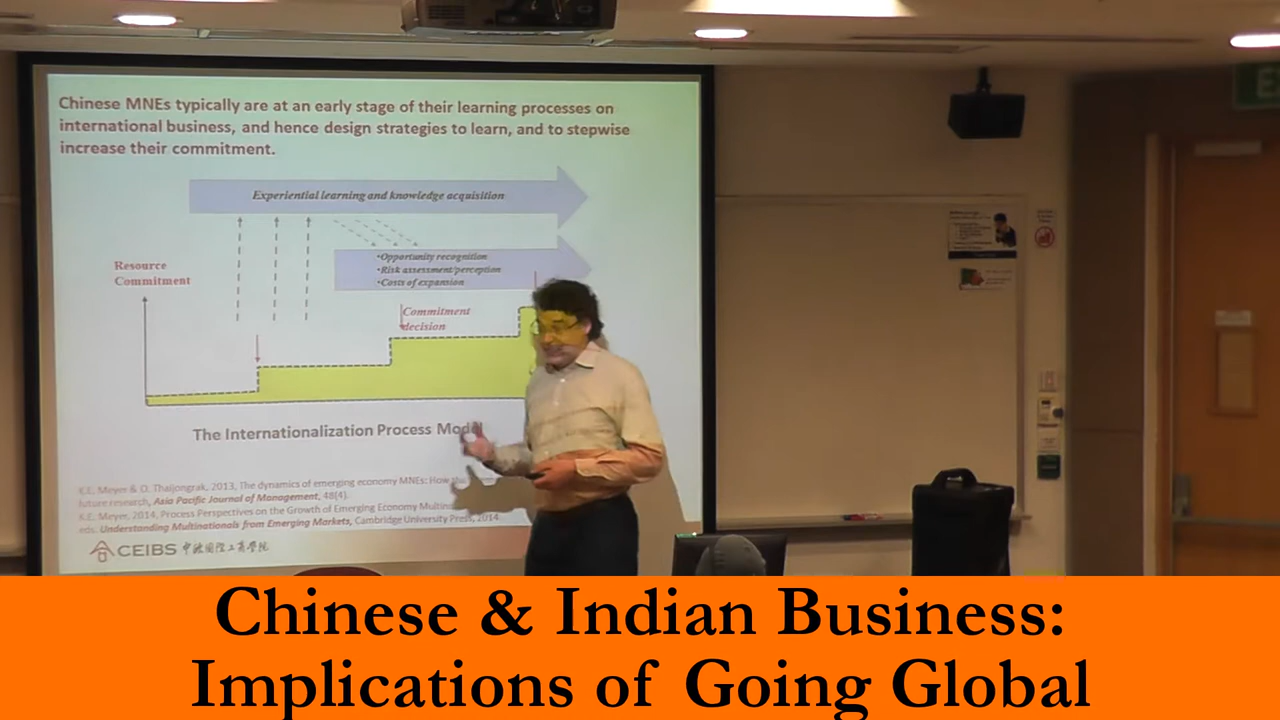 Chinese MNEs typically are at an early stage of their learning processes on
international business, and hence design strategies to learn, and to stepwise
increase their commitment.
Experiential learning and knowledge acquisition
•Opportunity recognition
•Risk assessment/perception
•Costs of expansion
Resource
Commitment
Commitment
decision
The Internationalization Process Model
K.E. Meyer & O. Thaijongrak, 2013, The dynamics of emerging economy MNEs: How
future research, Asia Pacific Journal of Management, 48(4).
K.E. Meyer, 2014, Process Perspectives on the Growth of Emerging Economy
eds. Understanding Multinationals from Emerging Markets, Cambridge University Press, 2014
CEIBS 中欧国际工商学院
E
Chinese & Indian Business:
Implications of Going Global